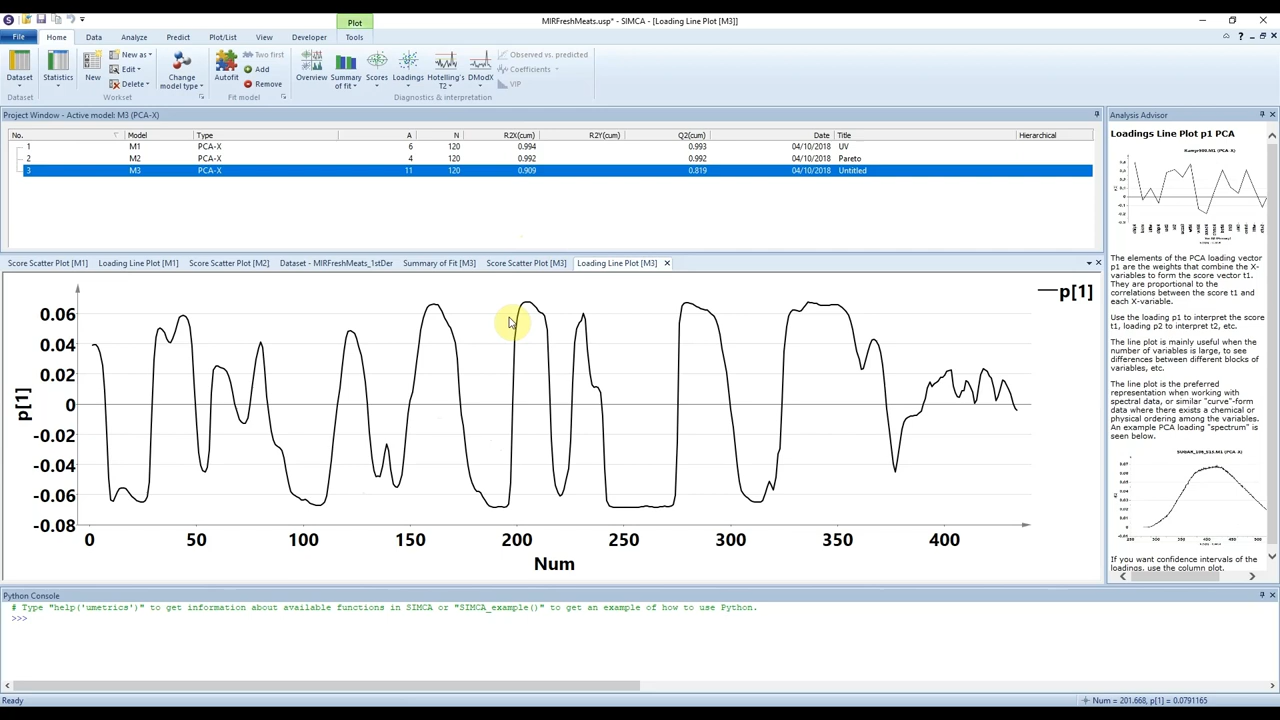 MIRFreshMeats.usp* - SIMCA - [Loading Line Plot [M3]]
Plot
File Home Data Analyze Predict Plot/List View Developer Tools
Dataset Statistics New New as Edit Delete Change model type Autofit Two first Add Remove Overview Summary of fit Scores Loadings Hotelling's T2 DModX Observed vs. predicted Coefficients VIP
Dataset Workset Fit model Diagnostics & interpretation
Project Window - Active model: M3 (PCA-X)
No. Model Type A N R2X(cum) R2Y(cum) Q2(cum) Date Title Hierarchical
1 M1 PCA-X 6 120 0.994 0.993 04/10/2018 UV
2 M2 PCA-X 4 120 0.992 0.992 04/10/2018 Pareto
3 M3 PCA-X 11 120 0.909 0.819 04/10/2018 Untitled
Score Scatter Plot [M1] Loading Line Plot [M1] Score Scatter Plot [M2] Dataset - MIRFreshMeats_1stDer Summary of Fit [M3] Score Scatter Plot [M3] Loading Line Plot [M3]
p[1]
0.06
0.04
0.02
0
-0.02
-0.04
-0.06
-0.08
p[1]
0 50 100 150 200 250 300 350 400
Num
Analysis Advisor
Loadings Line Plot p1 PCA
The elements of the PCA loading vector
p1 are the weights that combine the X-
variables to form the score vector t1.
They are proportional to the
correlations between the score t1 and
each X-variable.
Use the loading p1 to interpret the score
t1, loading p2 to interpret t2, etc.
The line plot is mainly useful when the
number of variables is large, to see
differences between different blocks of
variables, etc.
The line plot is the preferred
representation when working with
spectral data, or similar "curve"-form
data where there exists a chemical or
physical ordering among the variables.
An example PCA loading "spectrum" is
seen below.
If you want confidence intervals of the
loadings, use the column plot.
Python Console
# Type "help('umetrics')" to get information about available functions in SIMCA or "SIMCA_example()" to get an example of how to use Python.
>>>
Ready
Num = 201.668, p[1] = 0.0791165